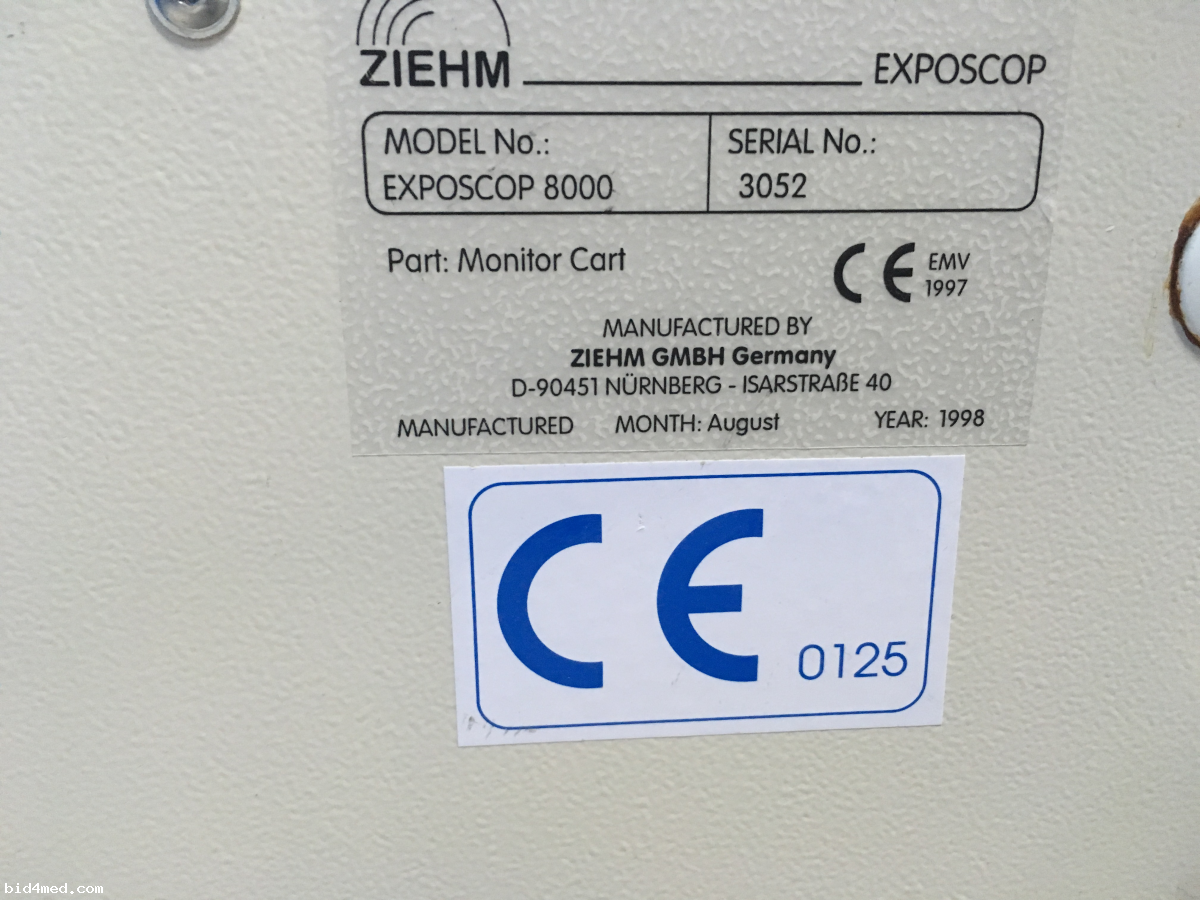 ZIEHM EXPOSCOP
MODEL No.: SERIAL No.:
EXPOSCOP 8000 3052
Part: Monitor Cart CE EMV
1997
MANUFACTURED BY
ZIEHM GMBH Germany
D-90451 NÜRNBERG - ISARSTRAßE 40
MANUFACTURED MONTH: August YEAR: 1998
CE 0125
bid4med.com